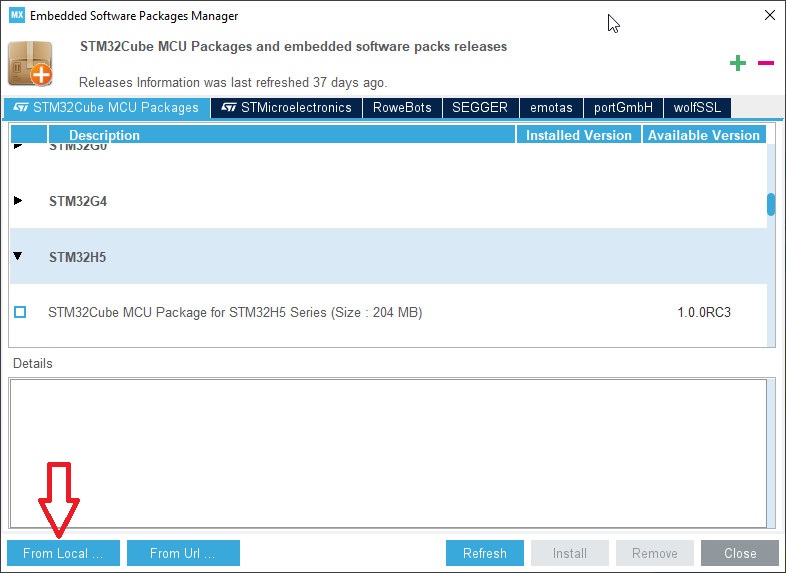 MX Embedded Software Packages Manager
STM32Cube MCU Packages and embedded software packs releases
Releases Information was last refreshed 37 days ago.
STM32Cube MCU Packages STMicroelectronics RoweBots SEGGER emotas portGmbH wolfSSL
Description Installed Version Available Version
STM32G0
STM32G4
STM32H5
STM32Cube MCU Package for STM32H5 Series (Size : 204 MB) 1.0.0RC3
Details
From Local ... From Url ... Refresh Install Remove Close